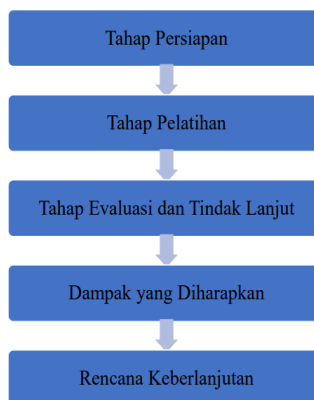 Tahap Persiapan
Tahap Pelatihan
Tahap Evaluasi dan Tindak Lanjut
Dampak yang Diharapkan
Rencana Keberlanjutan